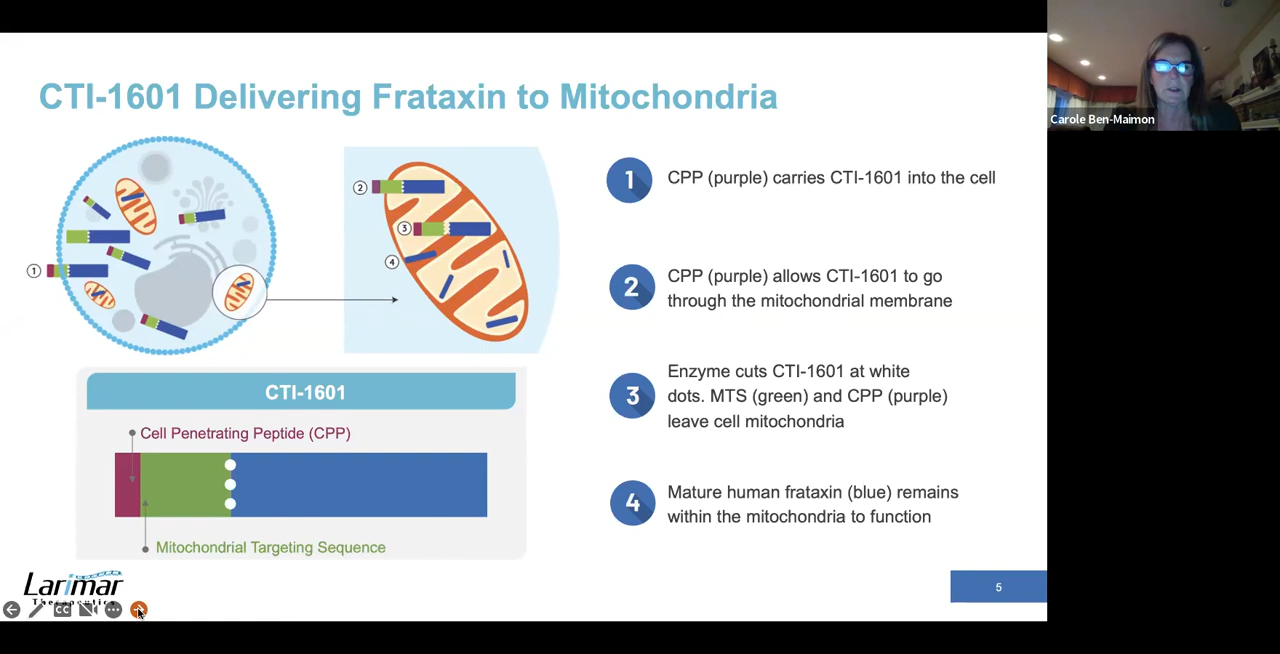 CTI-1601 Delivering Frataxin to Mitochondria
Carole Ben-Maimon
1
2
3
4
1
CPP (purple) carries CTI-1601 into the cell
2
CPP (purple) allows CTI-1601 to go
through the mitochondrial membrane
3
Enzyme cuts CTI-1601 at white
dots. MTS (green) and CPP (purple)
leave cell mitochondria
4
Mature human frataxin (blue) remains
within the mitochondria to function
CTI-1601
Cell Penetrating Peptide (CPP)
Mitochondrial Targeting Sequence
Larimar
Therapeutics
CC
5